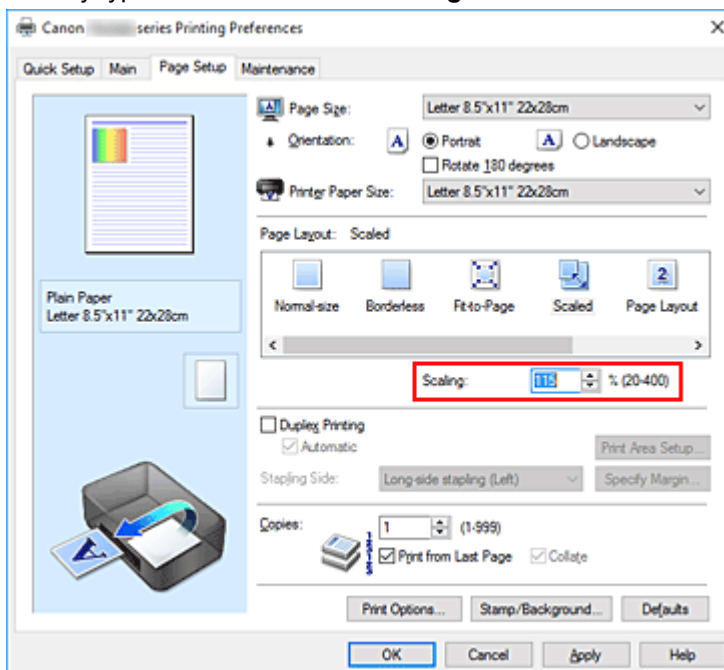 Canon series Printing Preferences
Quick Setup Main Page Setup Maintenance
Page Size: Letter 8.5"x11" 22x28cm
Orientation: A Portrait A Landscape
Rotate 180 degrees
Printer Paper Size: Letter 8.5"x11" 22x28cm
Page Layout: Scaled
2
Normal-size Borderless Fit-to-Page Scaled Page Layout
Plain Paper
Letter 8.5"x11" 22x28cm
Scaling: 115 % (20-400)
Duplex Printing
Automatic Print Area Setup...
Stapling Side: Long-side stapling (Left) Specify Margin...
Copies: 1 (1-999)
Print from Last Page Collate
A
Print Options... Stamp/Background... Defaults
OK Cancel Apply Help